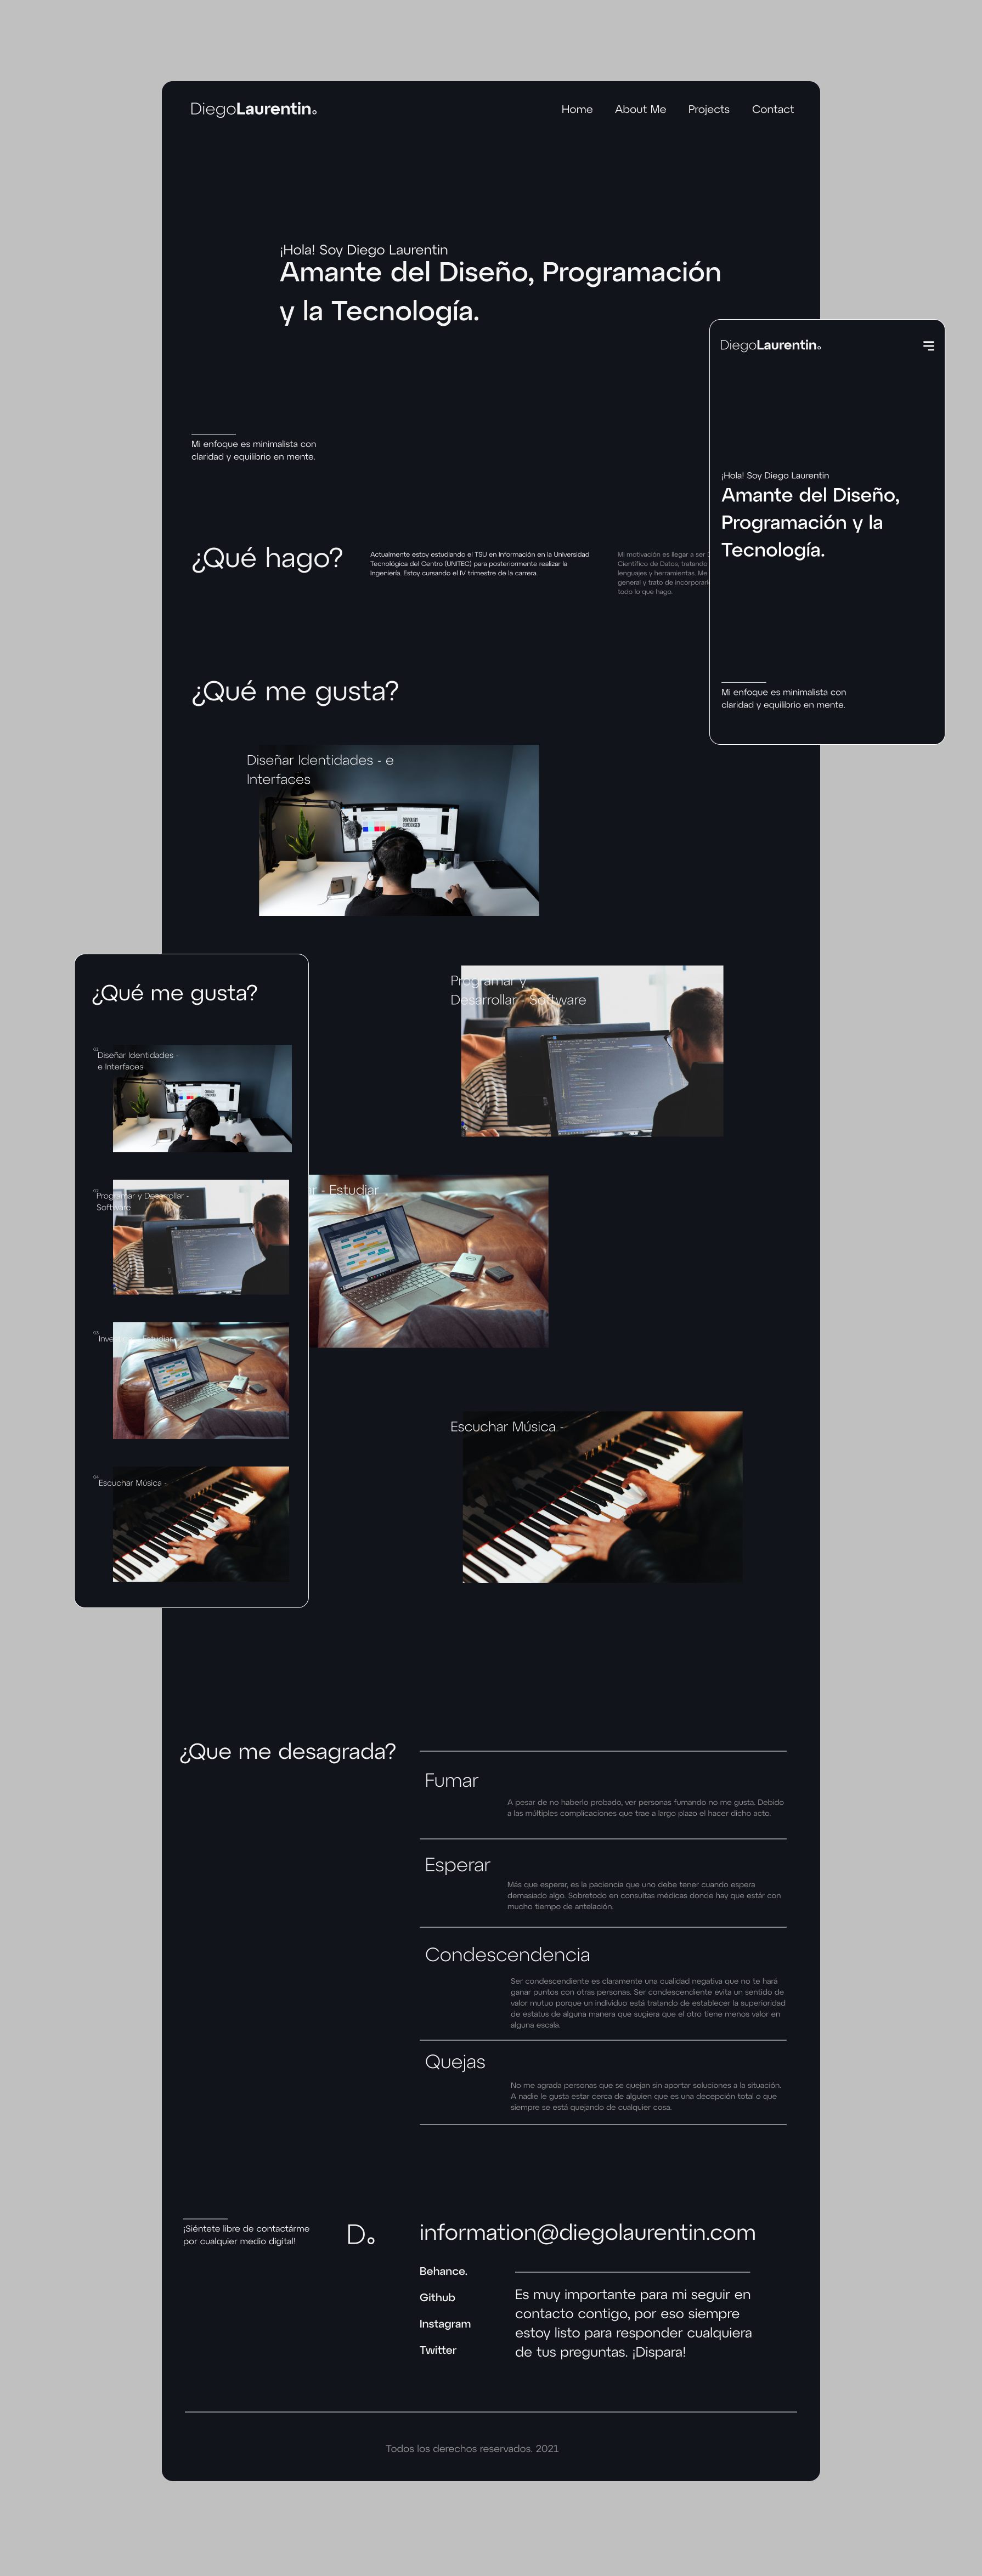 DiegoLaurentin
Home
About Me
Projects
Contact
¡Hola! Soy Diego Laurentin
Amante del Diseño, Programación
y la Tecnología.
Mi enfoque es minimalista con
claridad y equilibrio en mente.
¿Qué hago?
Actualmente estoy estudiando el TSU en Información en la Universidad
Tecnológica del Centro (UNITEC) para posteriormente realizar la
Ingeniería. Estoy cursando el IV trimestre de la carrera.
Mi motivación es llegar a ser
Científico de Datos, tratando
lenguajes y herramientas. Me
general y trato de
todo lo que hago.
DiegoLaurentin
¡Hola! Soy Diego Laurentin
Amante del Diseño,
Programación y la
Tecnología.
Mi enfoque es minimalista con
claridad y equilibrio en mente.
¿Qué me gusta?
Diseñar Identidades - e
Interfaces
Programar y
Desarrollar - Software
- Estudiar
Escuchar Música -
¿Qué me gusta?
01
Diseñar Identidades -
e Interfaces
02
Programar y Desarrollar -
Software
03
Estudiar
04
Escuchar Música -
¿Que me desagrada?
Fumar
A pesar de no haberlo probado, ver personas fumando no me gusta. Debido
a las múltiples complicaciones que trae a largo plazo el hacer dicho acto.
Esperar
Más que esperar, es la paciencia que uno debe tener cuando espera
demasiado algo. Sobretodo en consultas médicas donde hay que estár con
mucho tiempo de antelación.
Condescendencia
Ser condescendiente es claramente una cualidad negativa que no te hará
ganar puntos con otras personas. Ser condescendiente evita un sentido de
valor mutuo porque un individuo está tratando de establecer la superioridad
de estatus de alguna manera que sugiera que el otro tiene menos valor en
alguna escala.
Quejas
No me agrada personas que se quejan sin aportar soluciones a la situación.
A nadie le gusta estar cerca de alguien que es una decepción total o que
siempre se está quejando de cualquier cosa.
¡Siéntete libre de contactárme
por cualquier medio digital!
D
information@diegolaurentin.com
Behance.
Github
Instagram
Twitter
Es muy importante para mi seguir en
contacto contigo, por eso siempre
estoy listo para responder cualquiera
de tus preguntas. ¡Dispara!
Todos los derechos reservados. 2021